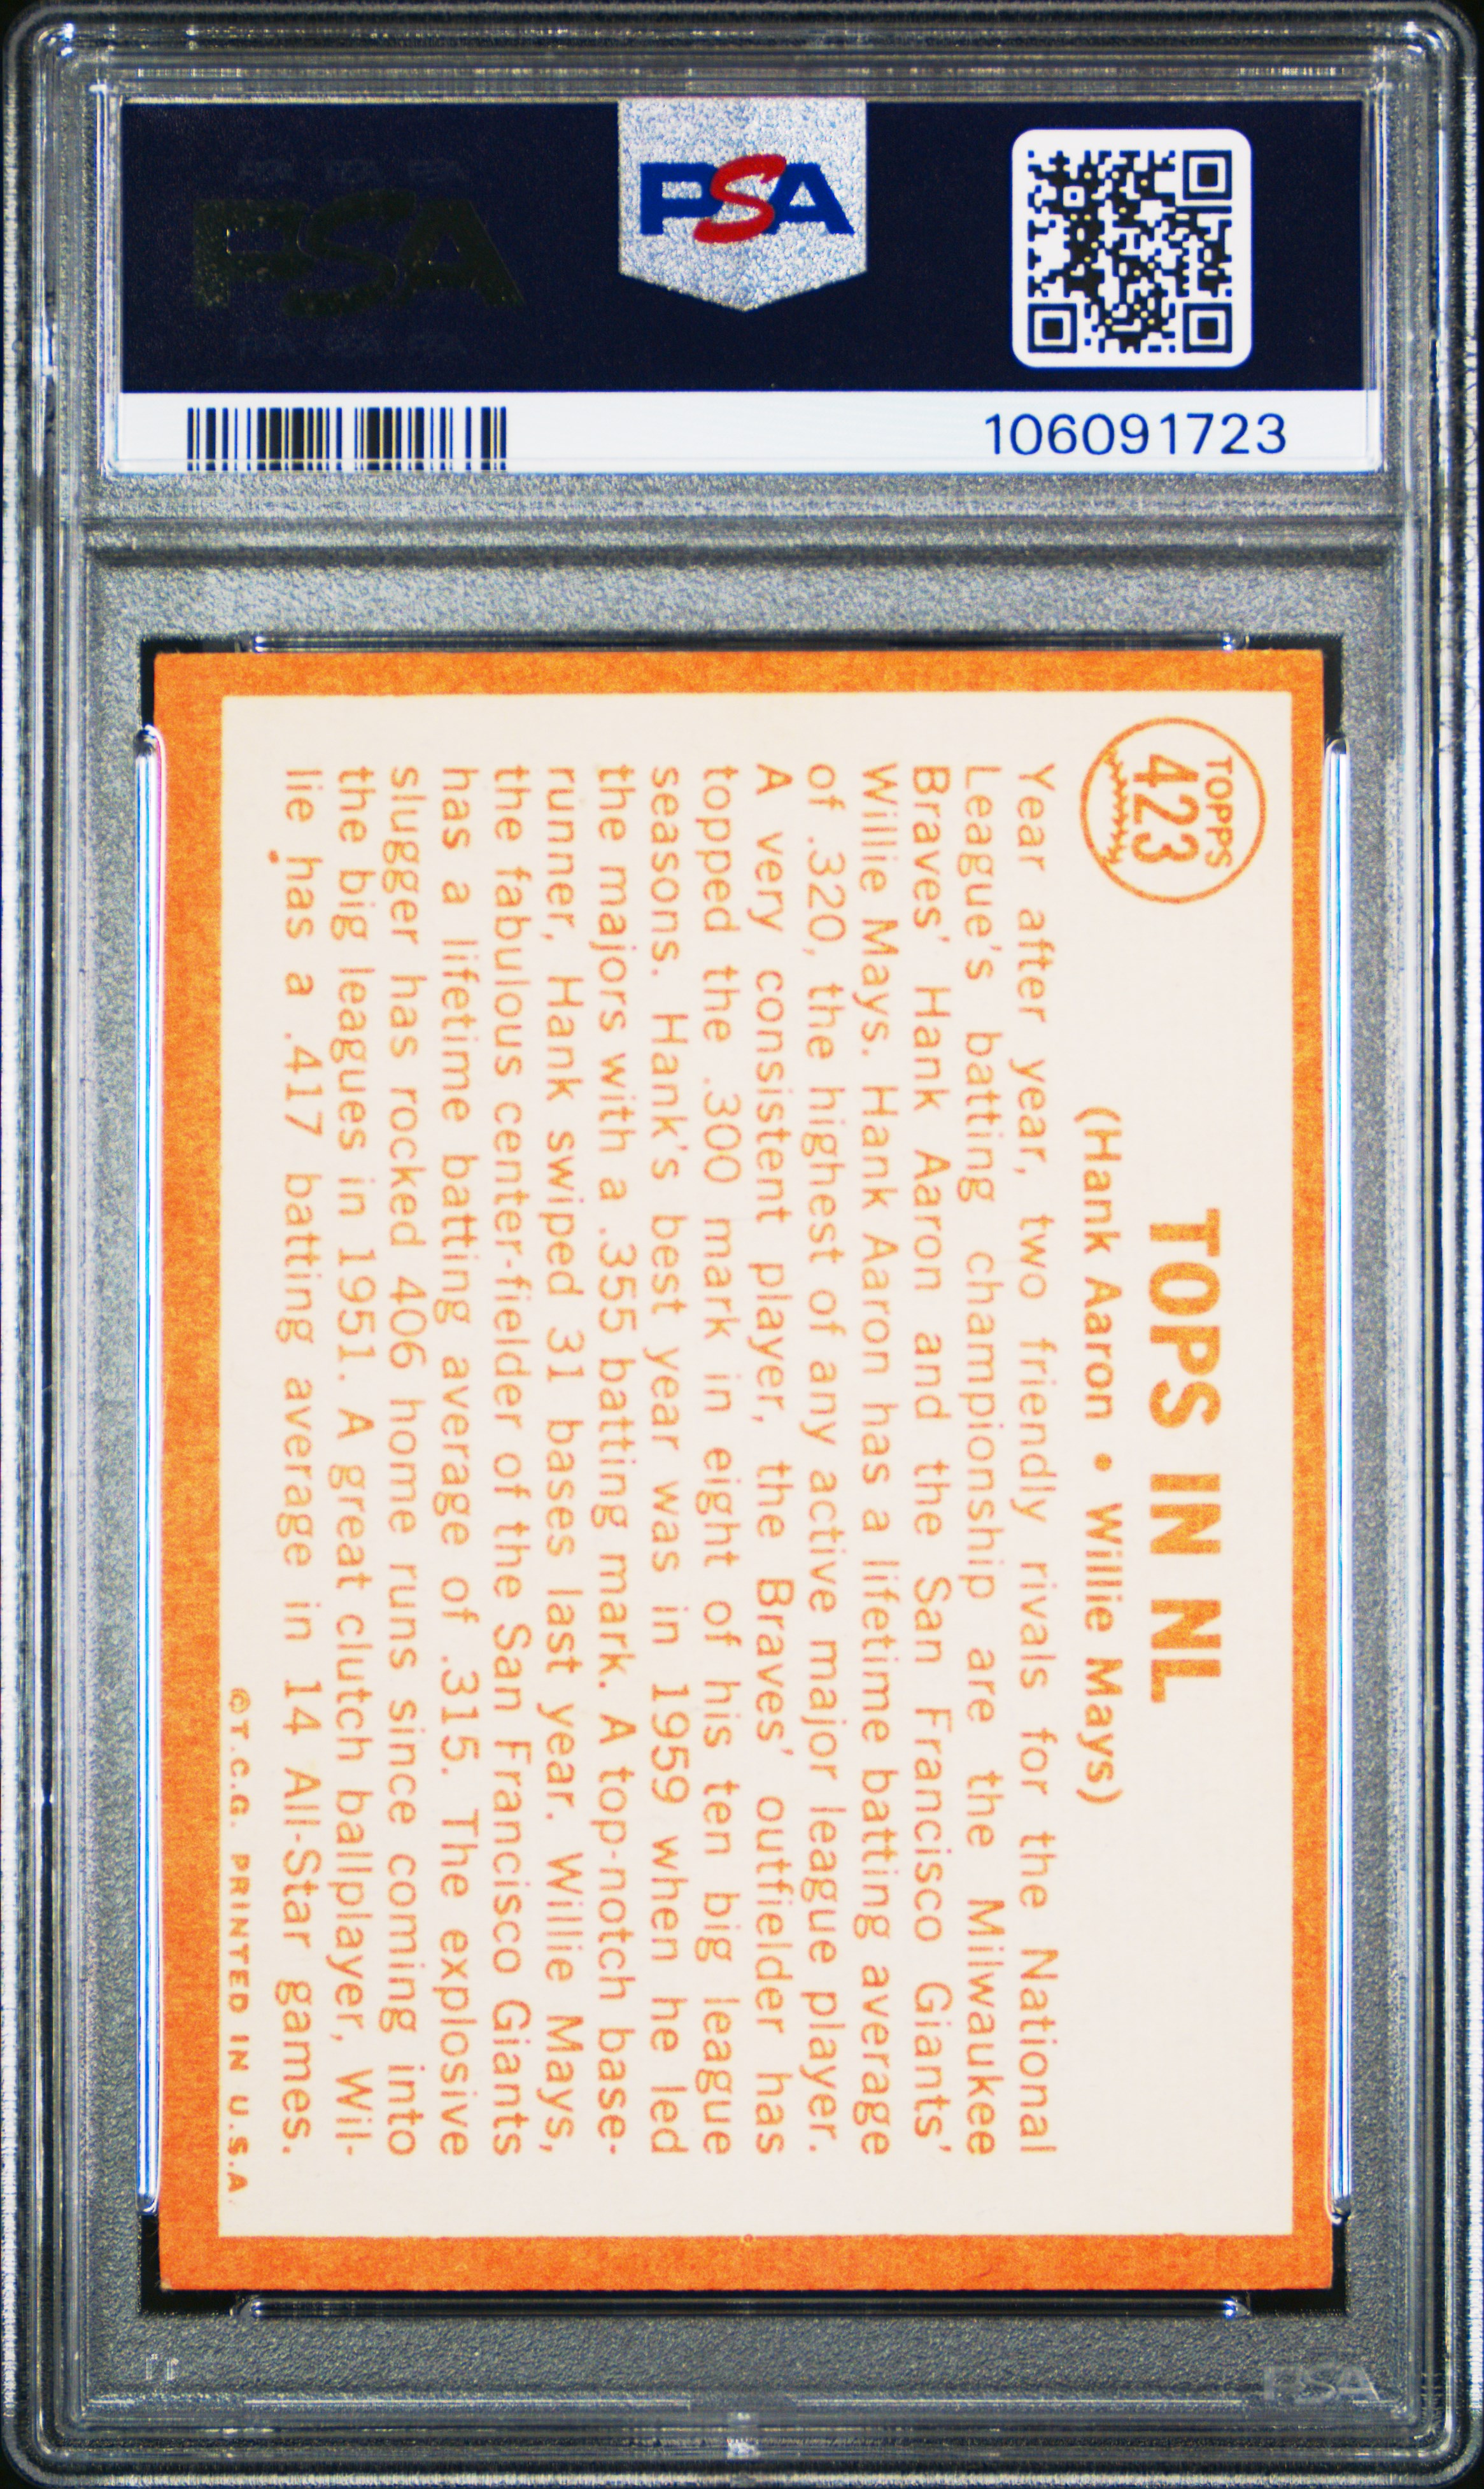 PSA
PSA
106091723
TOPPS
423
TOPS IN NL
(Hank Aaron • Willie Mays)
Year after year, two friendly rivals for the National
League's batting championship are the Milwaukee
Braves' Hank Aaron and the San Francisco Giants'
Willie Mays. Hank Aaron has a lifetime batting average
of .320, the highest of any active major league player.
A very consistent player, the Braves' outfielder has
topped the .300 mark in eight of his ten big league
seasons. Hank's best year was in 1959 when he led
the majors with a .355 batting mark. A top-notch base-
runner, Hank swiped 31 bases last year. Willie Mays,
the fabulous center-fielder of the San Francisco Giants
has a lifetime batting average of .315. The explosive
slugger has rocked 406 home runs since coming into
the big leagues in 1951. A great clutch ballplayer, Wil-
lie has a .417 batting average in 14 All-Star games.
©T.C.G. PRINTED IN U.S.A.
PSA